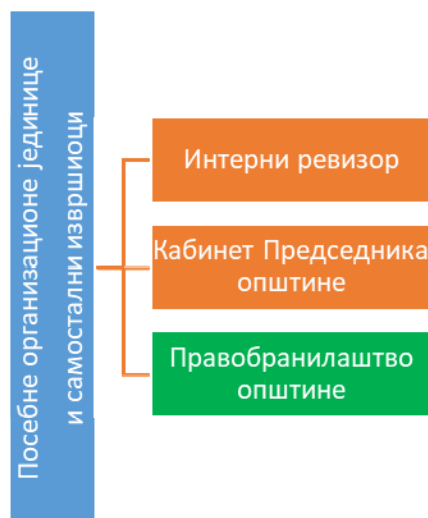 Посебне организационе јединице
и самостални извршиоци
Интерни ревизор
Кабинет Председника
општине
Правобранилаштво
општине